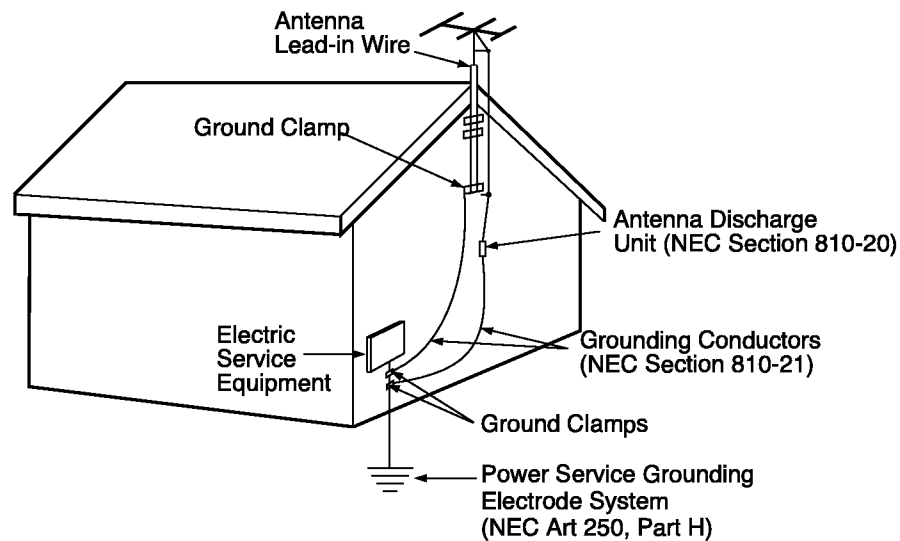 Antenna
Lead-in Wire
Ground Clamp
Antenna Discharge
Unit (NEC Section 810-20)
Electric
Service
Equipment
Grounding Conductors
(NEC Section 810-21)
Ground Clamps
Power Service Grounding
Electrode System
(NEC Art 250, Part H)